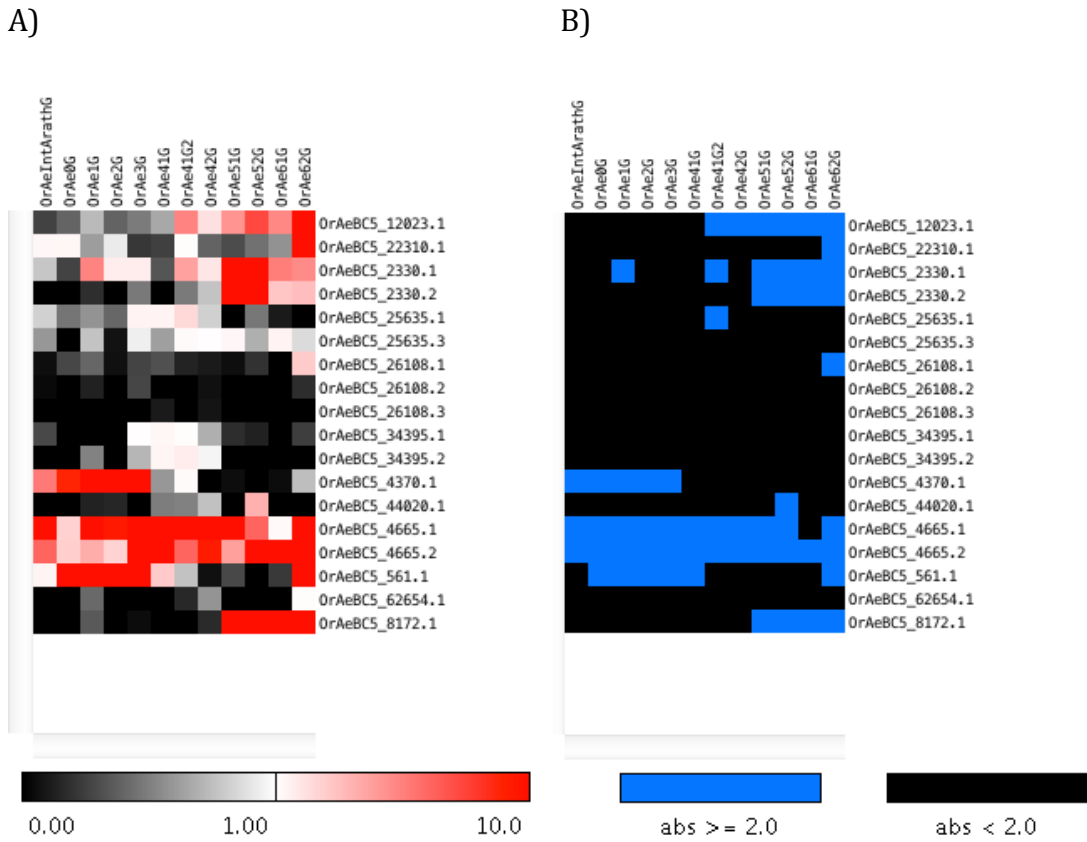 A)
B)
OrAeIntArathG
OrAe0G
OrAe1G
OrAe2G
OrAe3G
OrAe41G
OrAe41G2
OrAe42G
OrAe51G
OrAe52G
OrAe61G
OrAe62G
OrAeIntArathG
OrAe0G
OrAe1G
OrAe2G
OrAe3G
OrAe41G
OrAe41G2
OrAe42G
OrAe51G
OrAe52G
OrAe61G
OrAe62G
OrAeBC5_12023.1
OrAeBC5_22310.1
OrAeBC5_2330.1
OrAeBC5_2330.2
OrAeBC5_25635.1
OrAeBC5_25635.3
OrAeBC5_26108.1
OrAeBC5_26108.2
OrAeBC5_26108.3
OrAeBC5_34395.1
OrAeBC5_34395.2
OrAeBC5_4370.1
OrAeBC5_44020.1
OrAeBC5_4665.1
OrAeBC5_4665.2
OrAeBC5_561.1
OrAeBC5_62654.1
OrAeBC5_8172.1
OrAeBC5_12023.1
OrAeBC5_22310.1
OrAeBC5_2330.1
OrAeBC5_2330.2
OrAeBC5_25635.1
OrAeBC5_25635.3
OrAeBC5_26108.1
OrAeBC5_26108.2
OrAeBC5_26108.3
OrAeBC5_34395.1
OrAeBC5_34395.2
OrAeBC5_4370.1
OrAeBC5_44020.1
OrAeBC5_4665.1
OrAeBC5_4665.2
OrAeBC5_561.1
OrAeBC5_62654.1
OrAeBC5_8172.1
0.00 1.00 10.0
abs >= 2.0
abs < 2.0